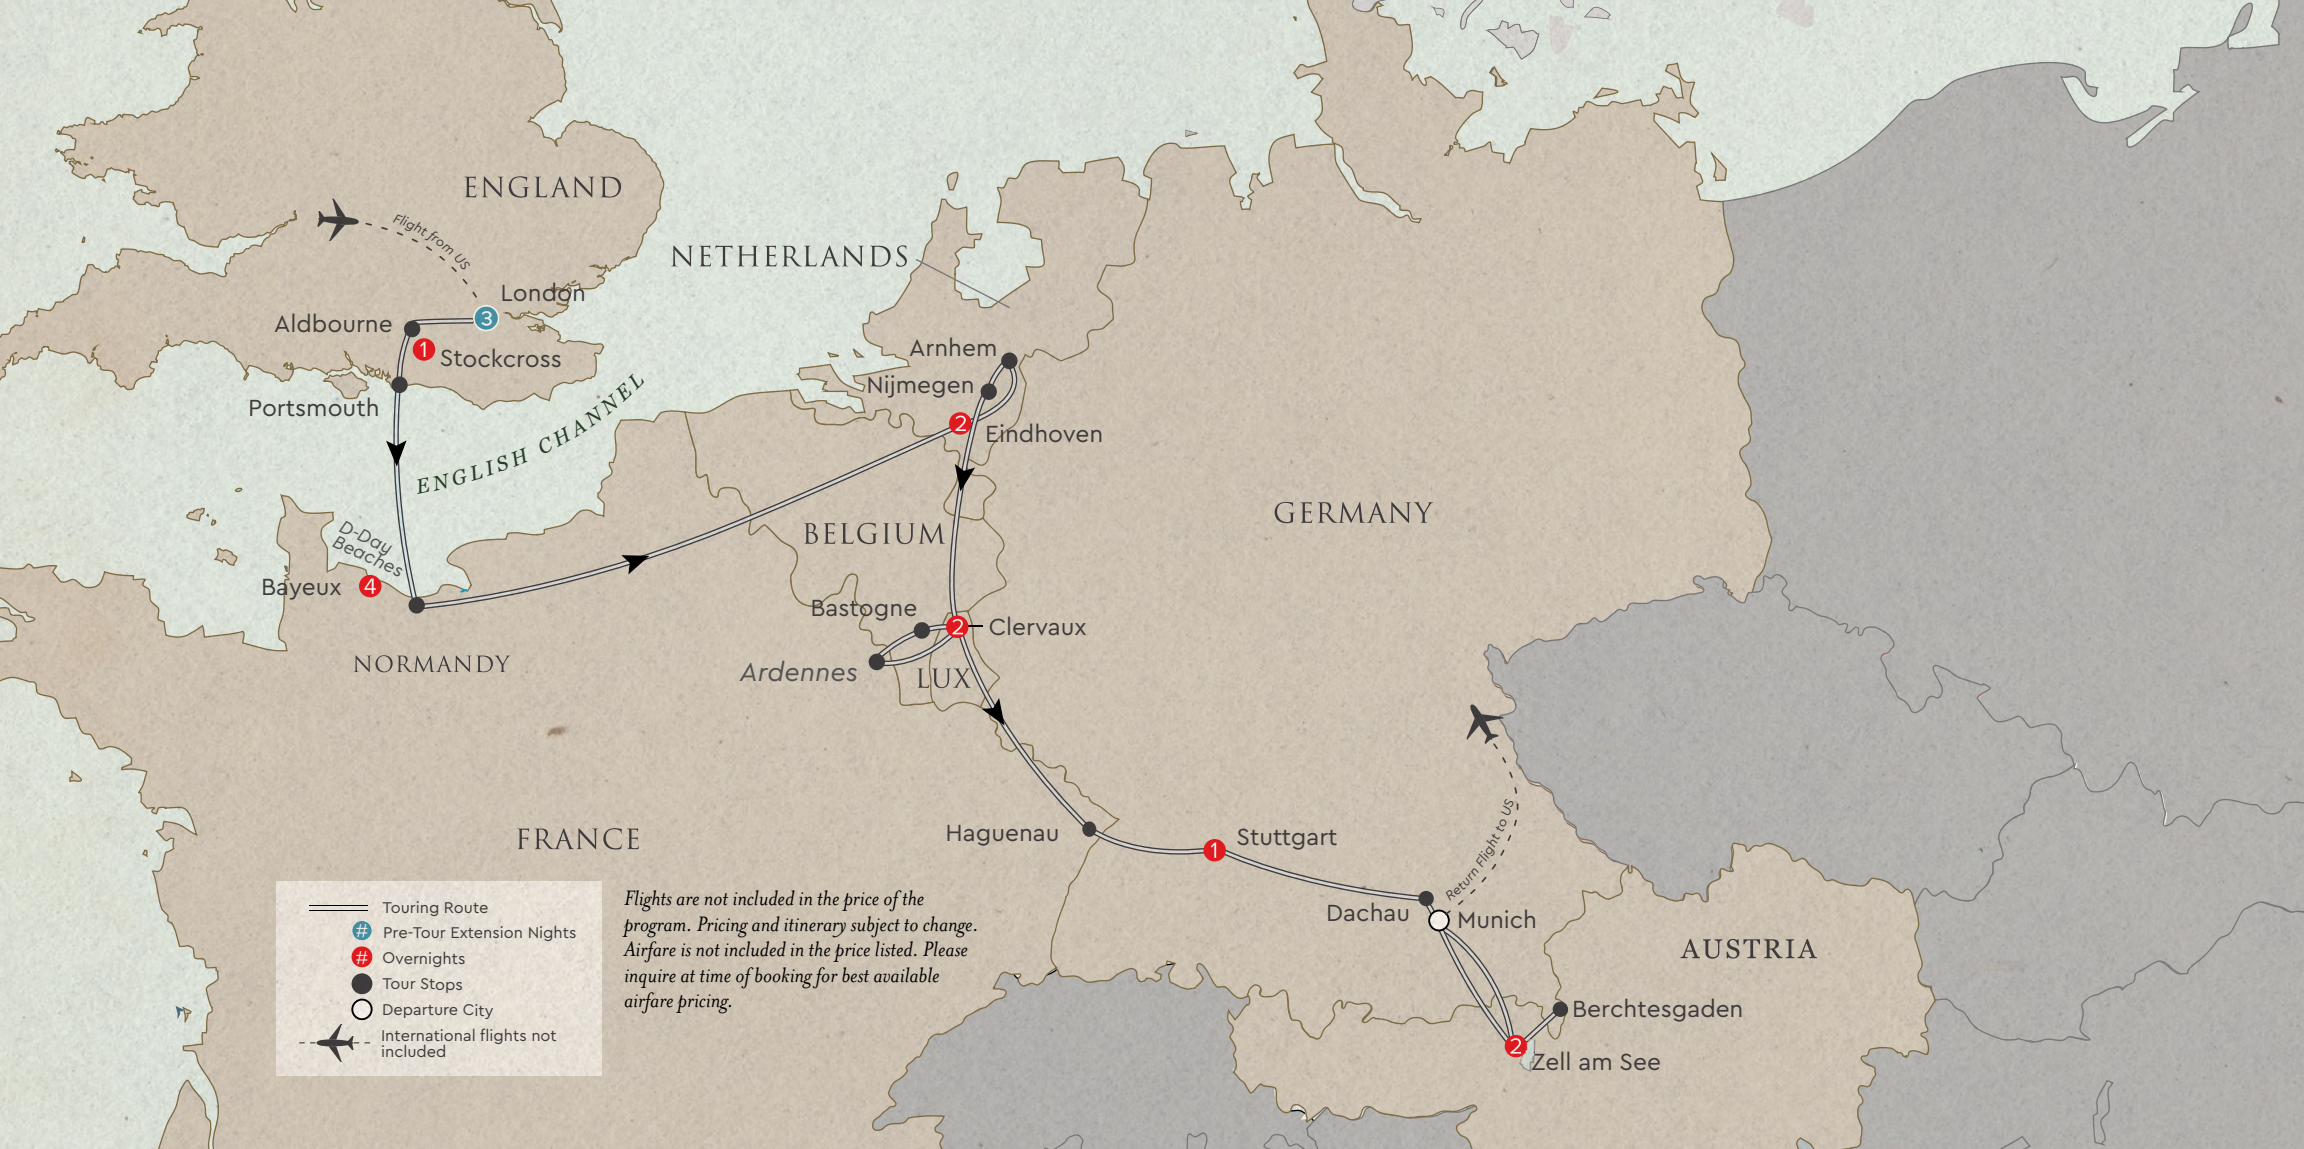 ENGLAND
Flight from US
NETHERLANDS
London
3
Aldbourne
1
Stockcross
Arnhem
Nijmegen
Portsmouth
2
Eindhoven
ENGLISH CHANNEL
GERMANY
BELGIUM
D-Day
Beaches
Bayeux
4
Bastogne
2
Clervaux
NORMANDY
Ardennes
LUX
FRANCE
Haguenau
1
Stuttgart
Return Flight to US
Dachau
Munich
AUSTRIA
Berchtesgaden
2
Zell am See
Touring Route
# Pre-Tour Extension Nights
# Overnights
Tour Stops
Departure City
International flights not
included
Flights are not included in the price of the
program. Pricing and itinerary subject to change.
Airfare is not included in the price listed. Please
inquire at time of booking for best available
airfare pricing.